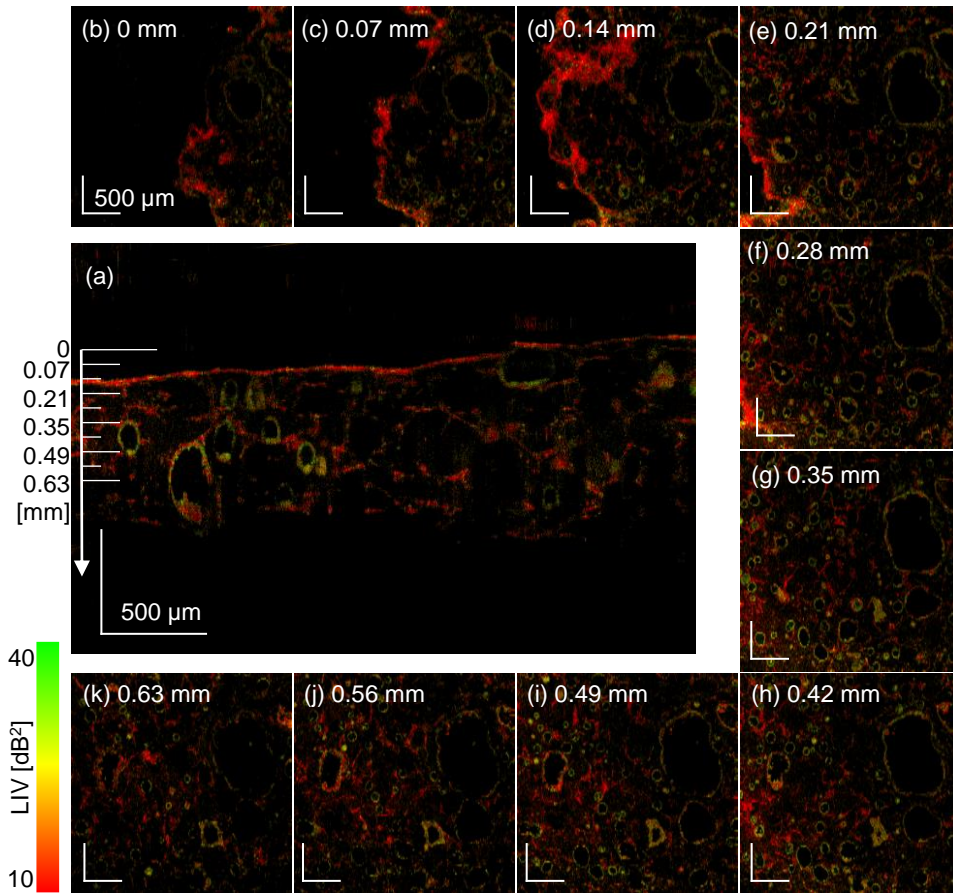 (b) 0 mm
(c) 0.07 mm
(d) 0.14 mm
(e) 0.21 mm
500 µm
(a)
(f) 0.28 mm
0
0.07
0.21
0.35
0.49
0.63
[mm]
(g) 0.35 mm
500 µm
40
LIV [dB²]
10
(k) 0.63 mm
(j) 0.56 mm
(i) 0.49 mm
(h) 0.42 mm